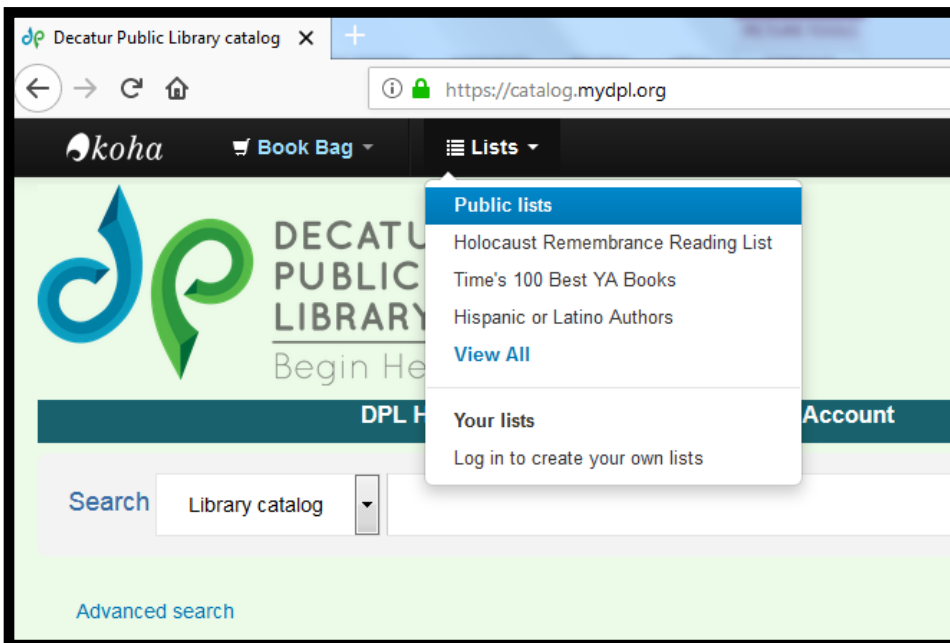 Decatur Public Library catalog
https://catalog.mydpl.org
koha
Book Bag
Lists
Public lists
Holocaust Remembrance Reading List
Time's 100 Best YA Books
Hispanic or Latino Authors
View All
Your lists
Log in to create your own lists
DECATU
PUBLIC
LIBRARY
Begin He
DPL H
Account
Search
Library catalog
Advanced search